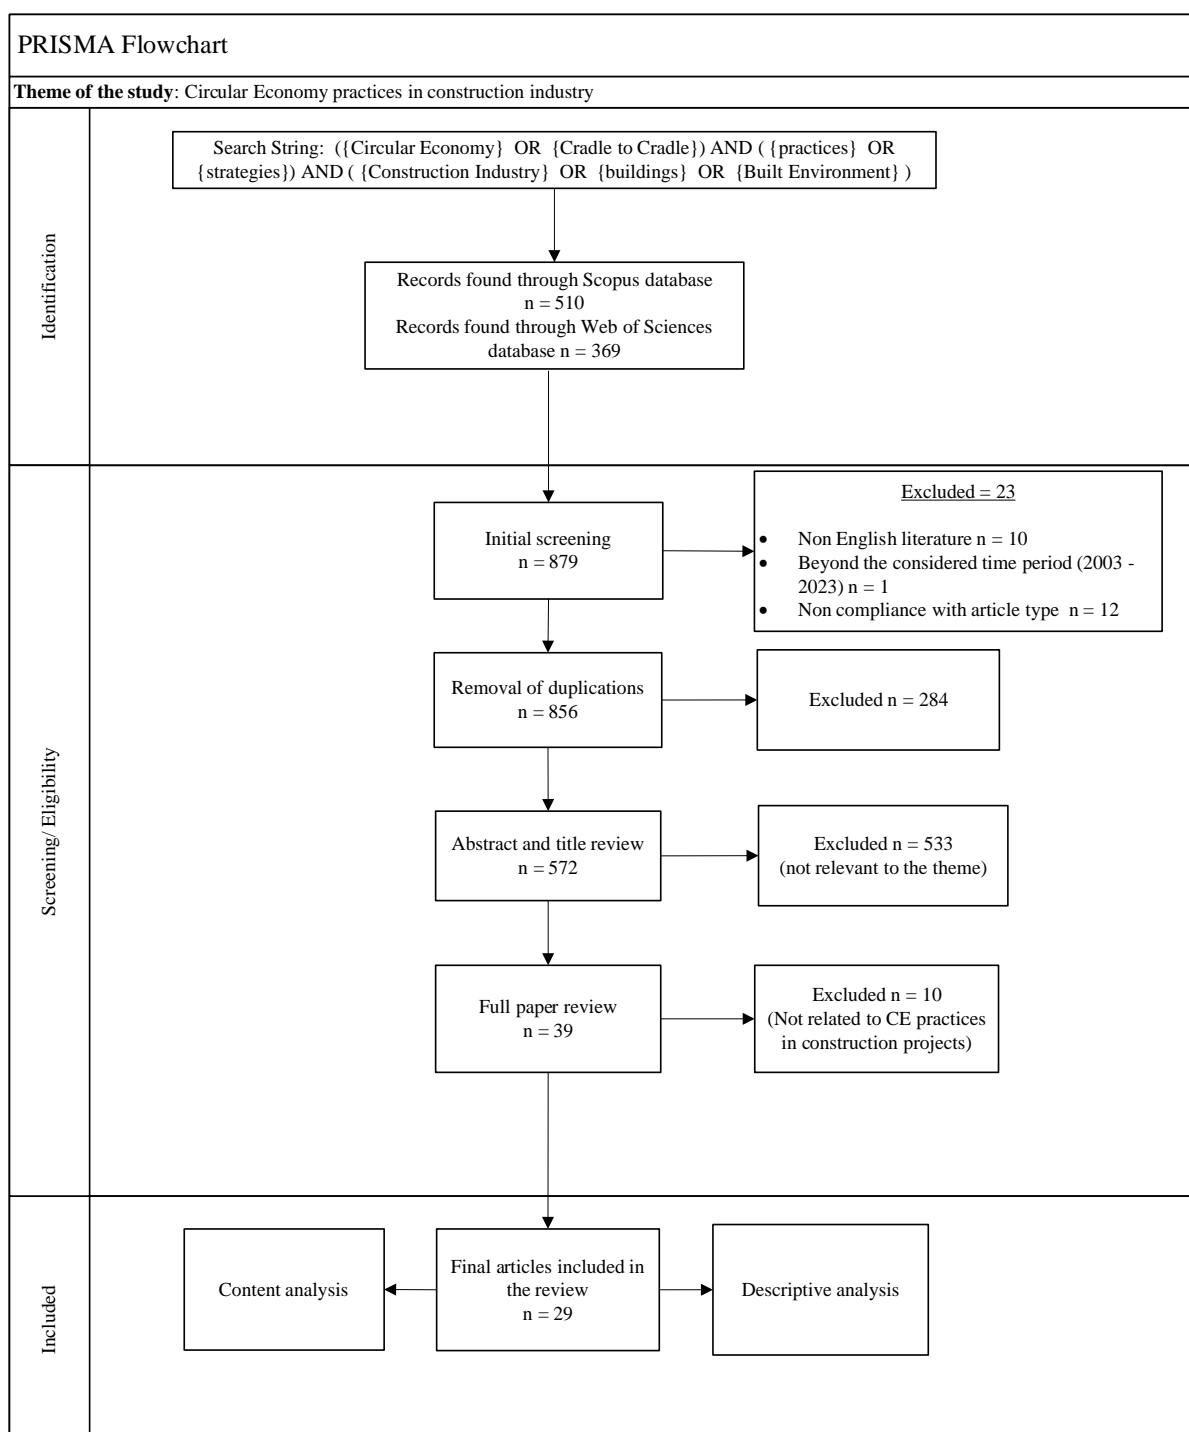 PRISMA Flowchart
Theme of the study: Circular Economy practices in construction industry
Identification
Search String: ({Circular Economy} OR {Cradle to Cradle}) AND ( {practices} OR
{strategies}) AND ( {Construction Industry} OR {buildings} OR {Built Environment} )
Records found through Scopus database
n = 510
Records found through Web of Sciences
database n = 369
Screening/ Eligibility
Initial screening
n = 879
Excluded = 23
• Non English literature n = 10
• Beyond the considered time period (2003 -
2023) n = 1
• Non compliance with article type n = 12
Removal of duplications
n = 856
Excluded n = 284
Abstract and title review
n = 572
Excluded n = 533
(not relevant to the theme)
Full paper review
n = 39
Excluded n = 10
(Not related to CE practices
in construction projects)
Included
Content analysis
Final articles included in
the review
n = 29
Descriptive analysis